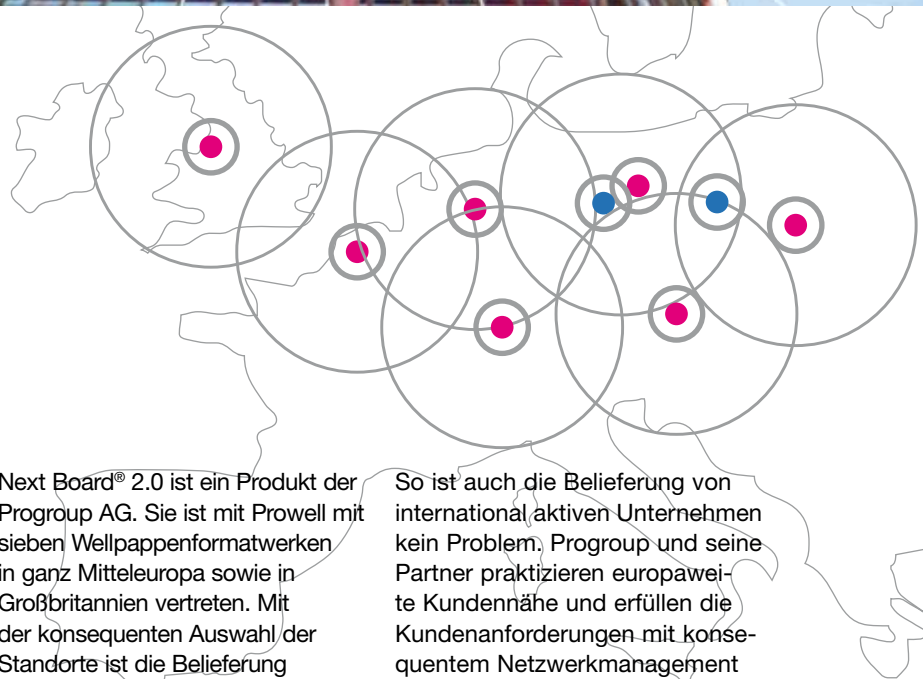 Next Board® 2.0 ist ein Produkt der
Progroup AG. Sie ist mit Prowell mit
sieben Wellpappenformatwerken
in ganz Mitteleuropa sowie in
Großbritannien vertreten. Mit
der konsequenten Auswahl der
Standorte ist die Belieferung
So ist auch die Belieferung von
international aktiven Unternehmen
kein Problem. Progroup und seine
Partner praktizieren europawei-
te Kundennähe und erfüllen die
Kundenanforderungen mit konse-
quentem Netzwerkmanagement